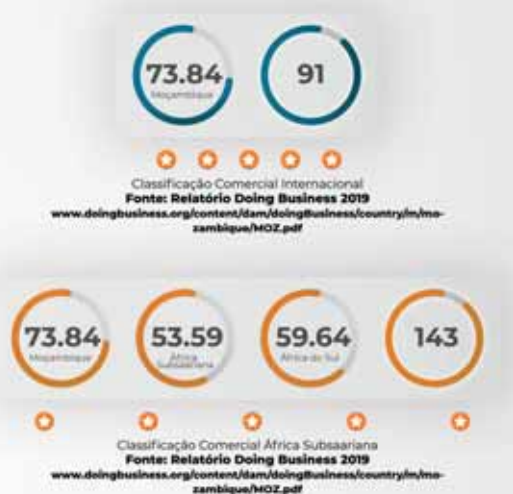 73.84
Moçambique
91
Classificação Comercial Internacional
Fonte: Relatório Doing Business 2019
www.doingbusiness.org/content/dam/doingBusiness/country/m/mo-
zambique/MOZ.pdf
73.84
Moçambique
53.59
África
Subsaariana
59.64
África do Sul
143
Classificação Comercial África Subsaariana
Fonte: Relatório Doing Business 2019
www.doingbusiness.org/content/dam/doingBusiness/country/m/mo-
zambique/MOZ.pdf